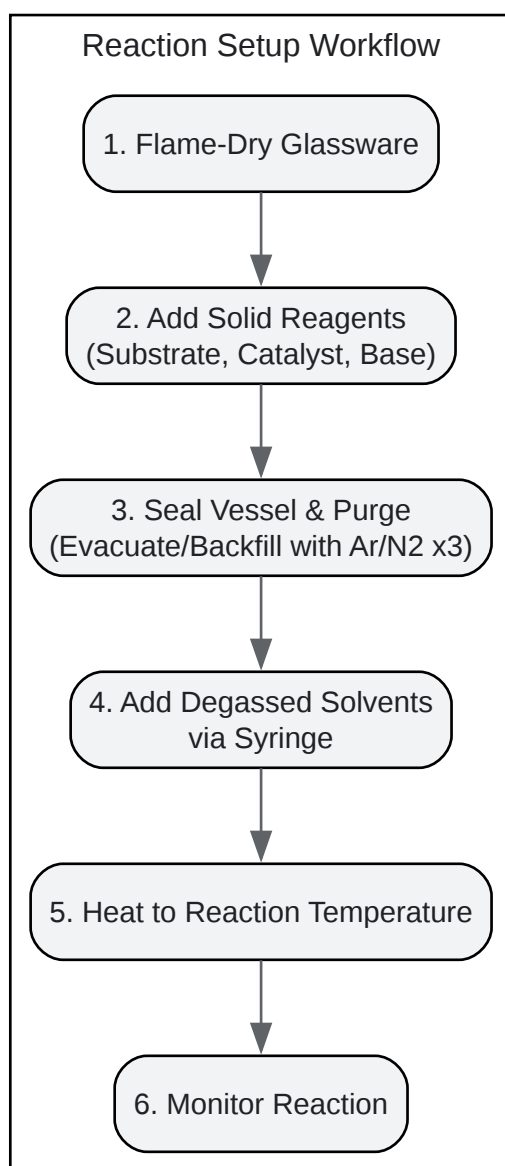 Reaction Setup Workflow
1. Flame-Dry Glassware
2. Add Solid Reagents
(Substrate, Catalyst, Base)
3. Seal Vessel & Purge
(Evacuate/Backfill with Ar/N2 x3)
4. Add Degassed Solvents
via Syringe
5. Heat to Reaction Temperature
6. Monitor Reaction